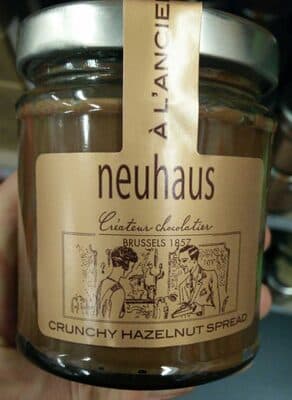 À L'ANCIE
neuhaus
Créateur chocolatier
BRUSSELS 1857
CRUNCHY HAZELNUT SPREAD